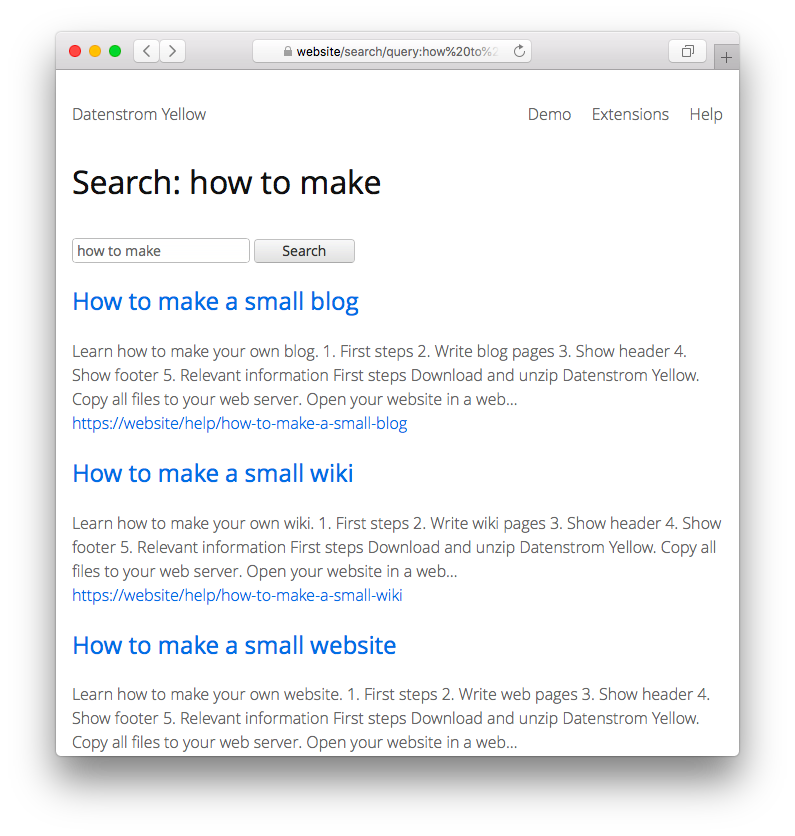 website/search/query:how%20to%2
Datenstrom Yellow Demo Extensions Help
Search: how to make
how to make Search
How to make a small blog
Learn how to make your own blog. 1. First steps 2. Write blog pages 3. Show header 4.
Show footer 5. Relevant information First steps Download and unzip Datenstrom Yellow.
Copy all files to your web server. Open your website in a web...
https://website/help/how-to-make-a-small-blog
How to make a small wiki
Learn how to make your own wiki. 1. First steps 2. Write wiki pages 3. Show header 4. Show
footer 5. Relevant information First steps Download and unzip Datenstrom Yellow. Copy all
files to your web server. Open your website in a web...
https://website/help/how-to-make-a-small-wiki
How to make a small website
Learn how to make your own website. 1. First steps 2. Write web pages 3. Show header 4.
Show footer 5. Relevant information First steps Download and unzip Datenstrom Yellow.
Copy all files to your web server. Open your website in a web...